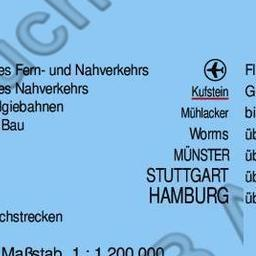 es Fern- und Nahverkehrs
es Nahverkehrs
lgiebahnen
Bau
chstrecken
Maßstab 1 : 1 200 000
Fl
Kufstein G
Mühlacker bi
Worms üb
MÜNSTER üb
STUTTGART üb
HAMBURG üb